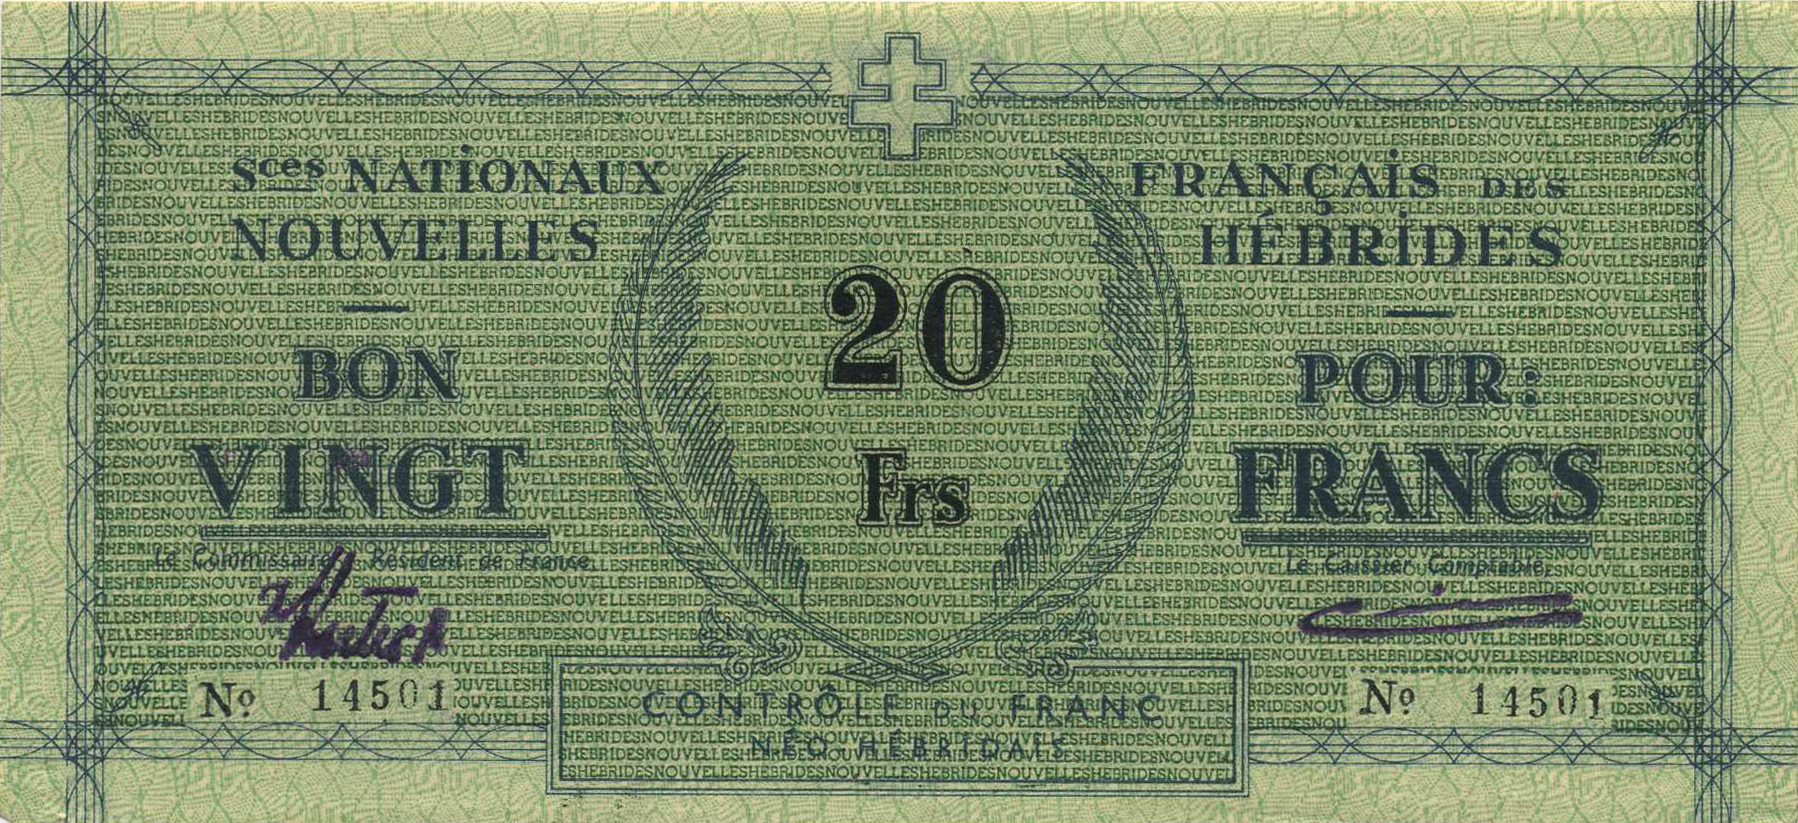 Sces NATIONAUX FRANÇAIS DES
NOUVELLES HÉBRIDES
BON POUR:
20
VINGT FRANCS
Frs
Le Commissaire Résident de France,
Le Caissier Comptable,
No 14501
No 14501
CONTRÔLE DU FRANC
NÉO-HÉBRIDAIS